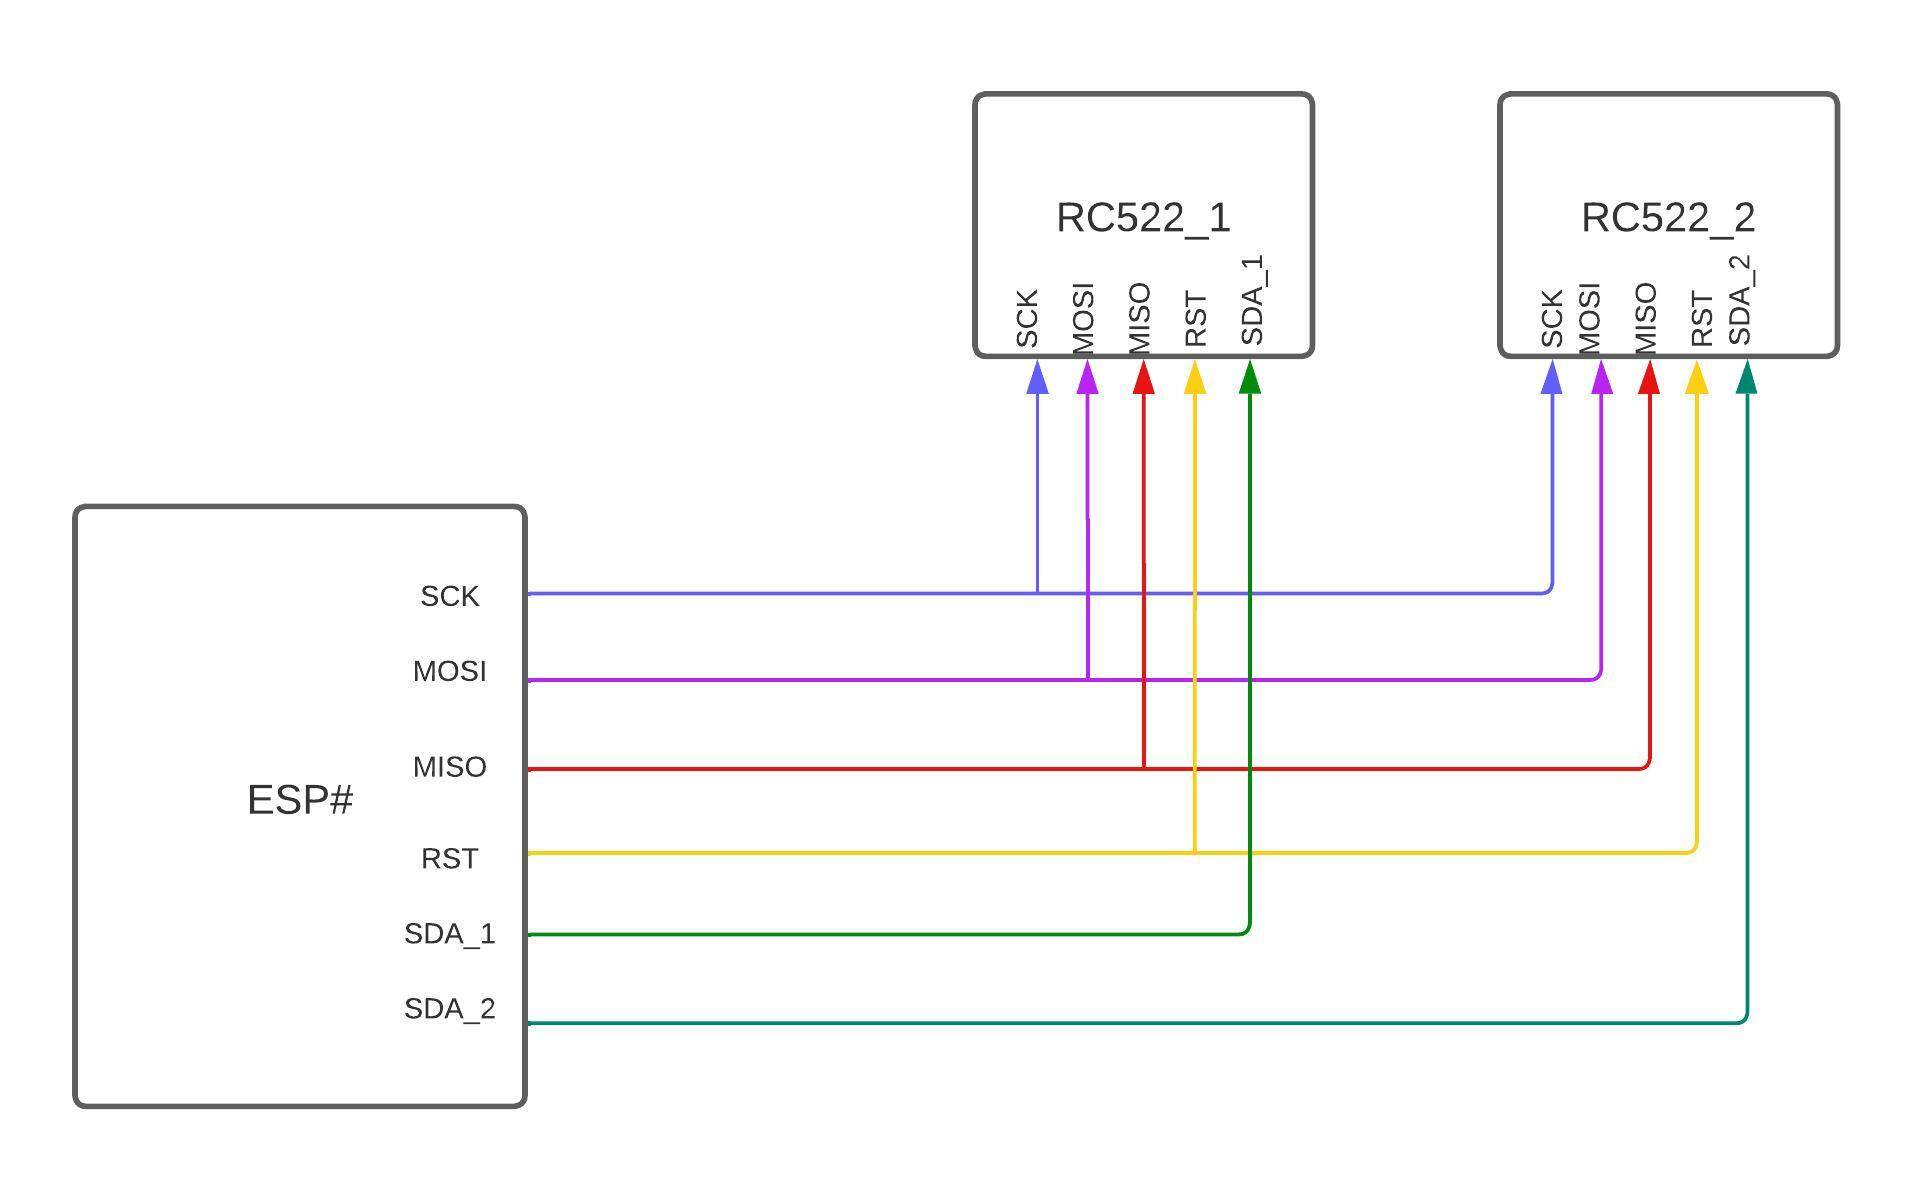 RC522_1
SCK
MOSI
MISO
RST
SDA_1
RC522_2
SCK
MOSI
MISO
RST
SDA_2
ESP#
SCK
MOSI
MISO
RST
SDA_1
SDA_2